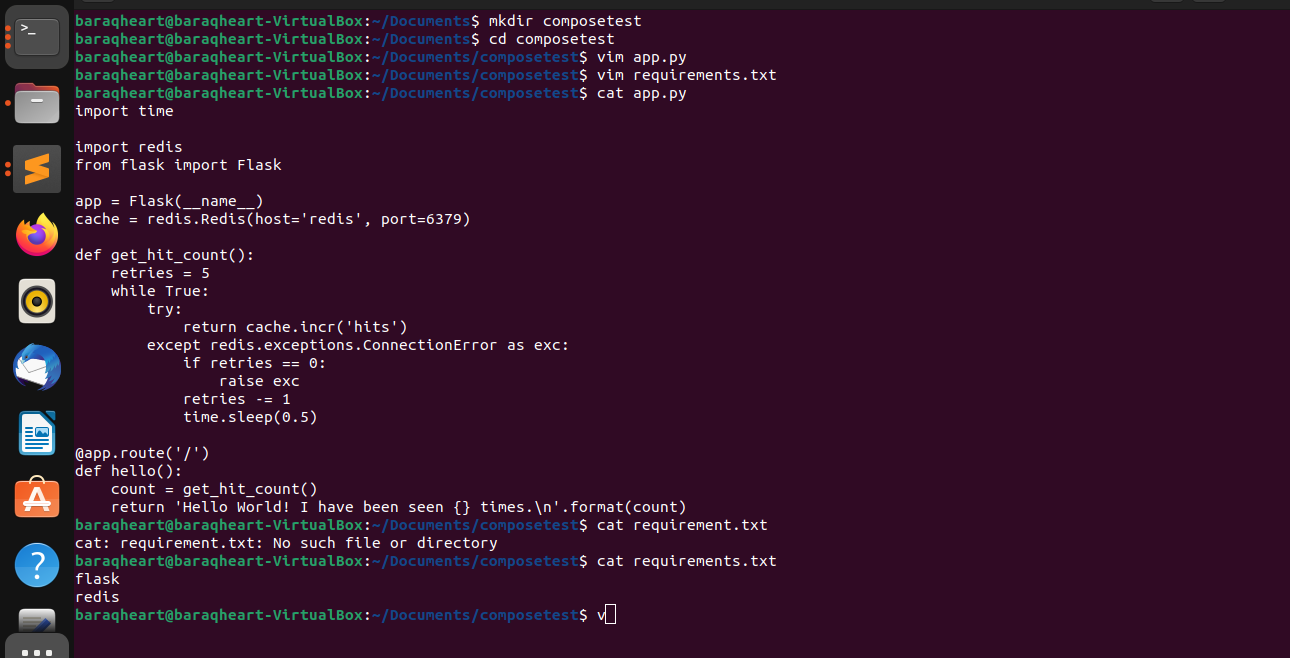 baraqheart@baraqheart-VirtualBox:~/Documents$ mkdir composetest
baraqheart@baraqheart-VirtualBox:~/Documents$ cd composetest
baraqheart@baraqheart-VirtualBox:~/Documents/composetest$ vim app.py
baraqheart@baraqheart-VirtualBox:~/Documents/composetest$ vim requirements.txt
baraqheart@baraqheart-VirtualBox:~/Documents/composetest$ cat app.py
import time

import redis
from flask import Flask

app = Flask(__name__)
cache = redis.Redis(host='redis', port=6379)

def get_hit_count():
    retries = 5
    while True:
        try:
            return cache.incr('hits')
        except redis.exceptions.ConnectionError as exc:
            if retries == 0:
                raise exc
            retries -= 1
            time.sleep(0.5)

@app.route('/')
def hello():
    count = get_hit_count()
    return 'Hello World! I have been seen {} times.\n'.format(count)
baraqheart@baraqheart-VirtualBox:~/Documents/composetest$ cat requirement.txt
cat: requirement.txt: No such file or directory
baraqheart@baraqheart-VirtualBox:~/Documents/composetest$ cat requirements.txt
flask
redis
baraqheart@baraqheart-VirtualBox:~/Documents/composetest$ v